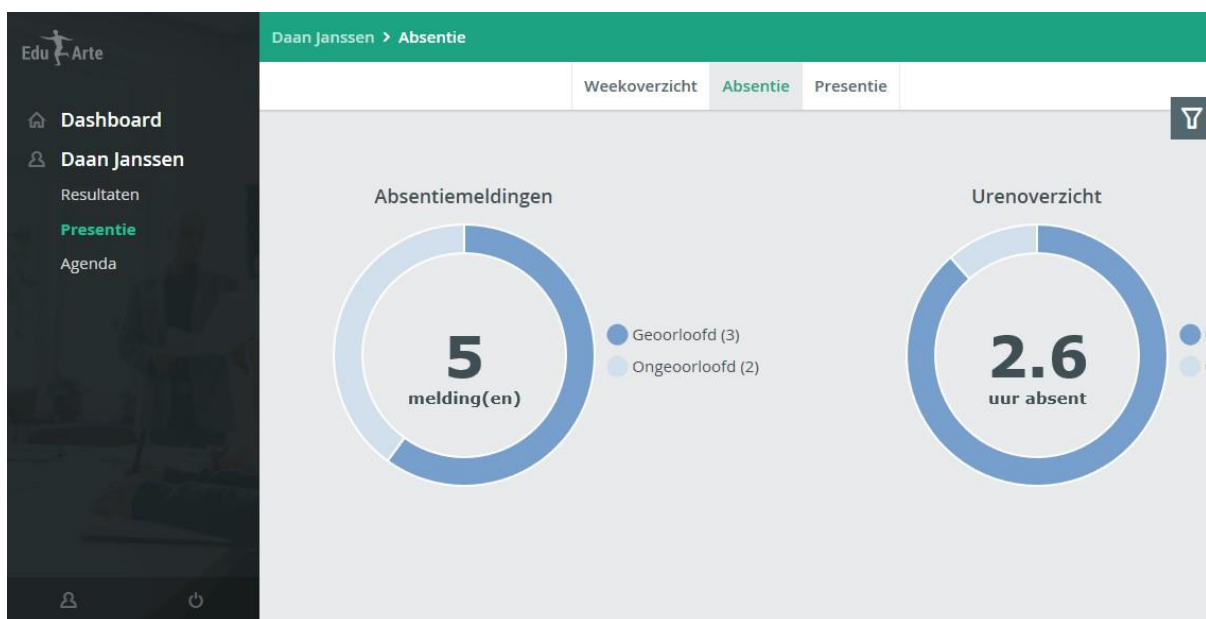 Edu Arte
Daan Janssen > Absentie
Weekoverzicht Absentie Presentie
Dashboard
Daan Janssen
Resultaten
Presentie
Agenda
Absentiemeldingen
5
melding(en)
Geoorloofd (3)
Ongeoorloofd (2)
Urenoverzicht
2.6
uur absent